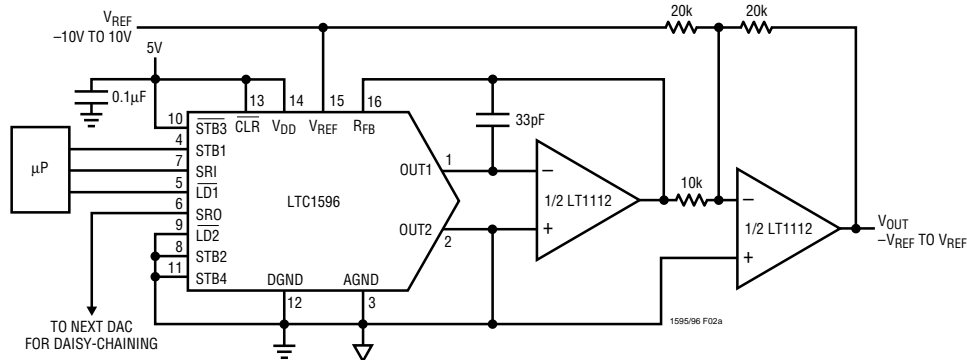 V_REF
–10V TO 10V
5V
0.1µF
20k
20k
13
14
15
16
33pF
10
4
7
5
6
9
8
11
µP
STB3
STB1
SRI
LD1
SRO
LD2
STB2
STB4
CLR
V_DD
V_REF
R_FB
LTC1596
OUT1
OUT2
DGND
AGND
1
2
12
3
–
+
1/2 LT1112
10k
–
+
1/2 LT1112
V_OUT
–V_REF TO V_REF
TO NEXT DAC
FOR DAISY-CHAINING
1595/96 F02a